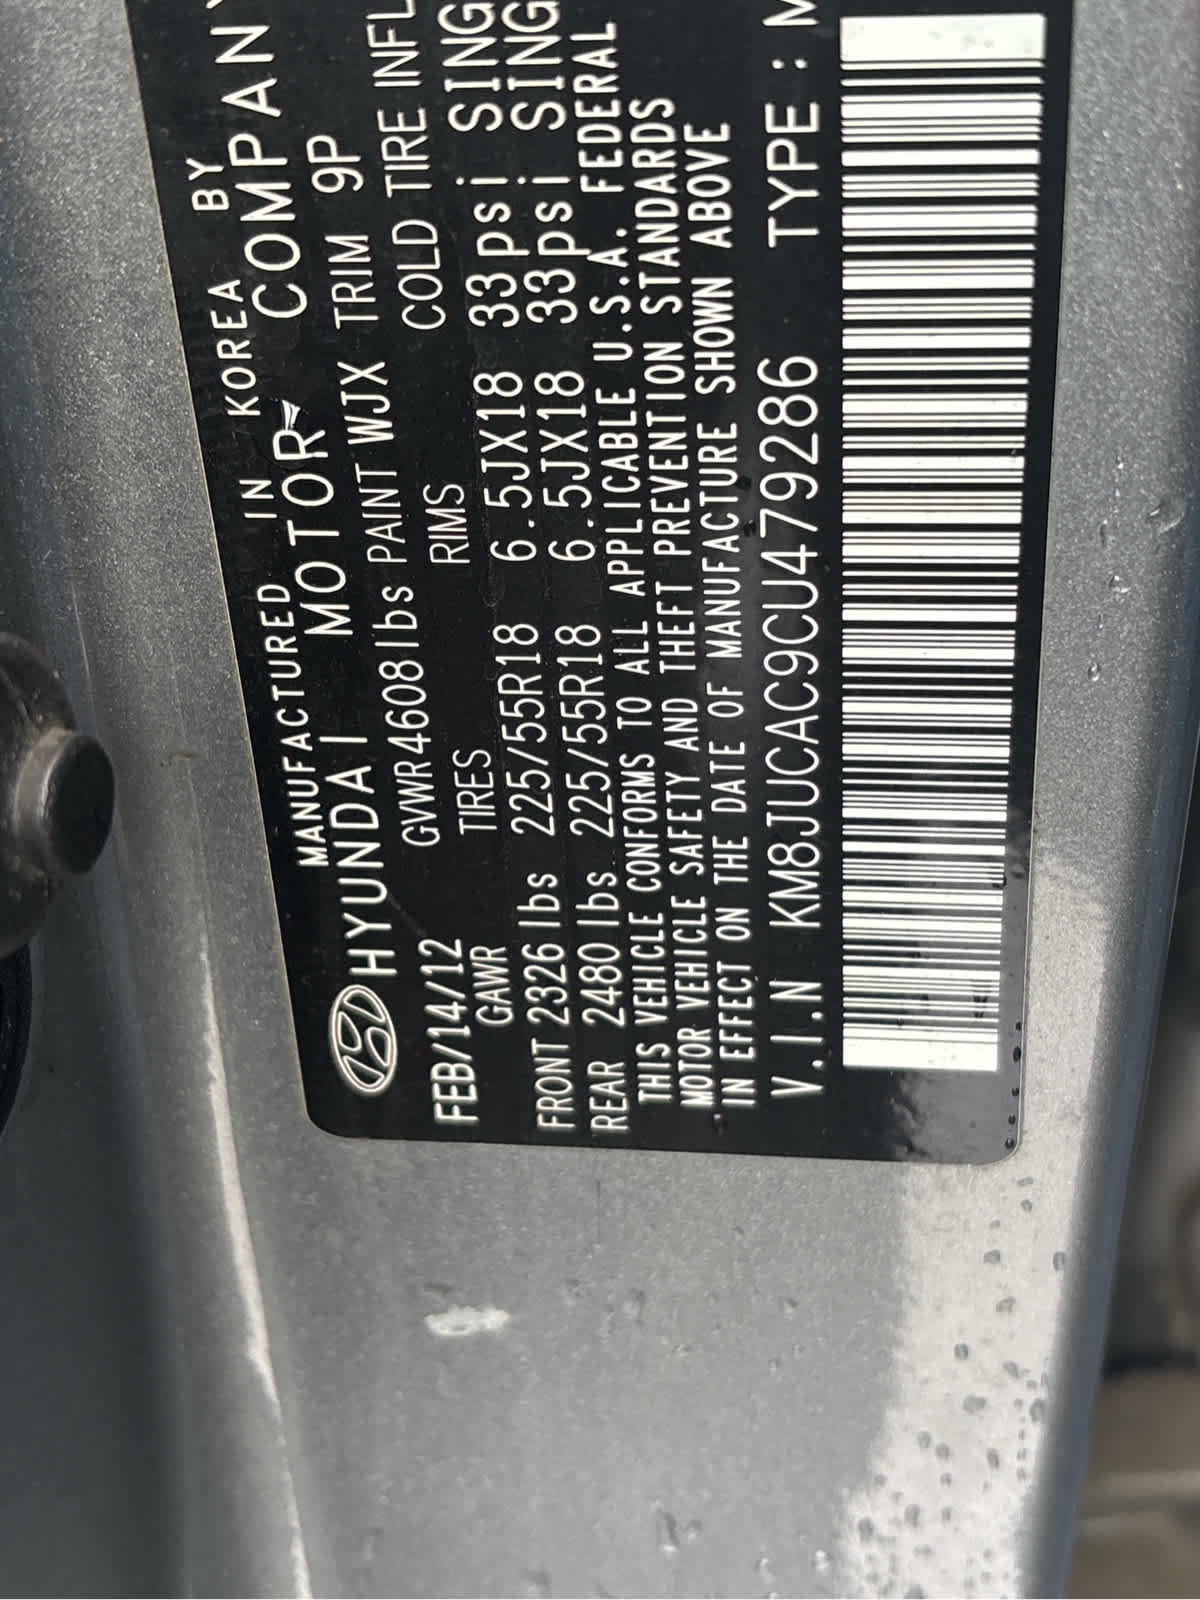 MANUFACTURED IN KOREA BY
HYUNDAI MOTOR COMPANY
FEB/14/12 GVWR 4608 lbs PAINT WJX TRIM 9P
GAWR TIRES RIMS COLD TIRE INFL
FRONT 2326 lbs 225/55R18 6.5JX18 33psi SING
REAR 2480 lbs 225/55R18 6.5JX18 33psi SING
THIS VEHICLE CONFORMS TO ALL APPLICABLE U.S.A. FEDERAL
MOTOR VEHICLE SAFETY AND THEFT PREVENTION STANDARDS
IN EFFECT ON THE DATE OF MANUFACTURE SHOWN ABOVE
V.I.N KM8JUCAC9CU479286 TYPE : M